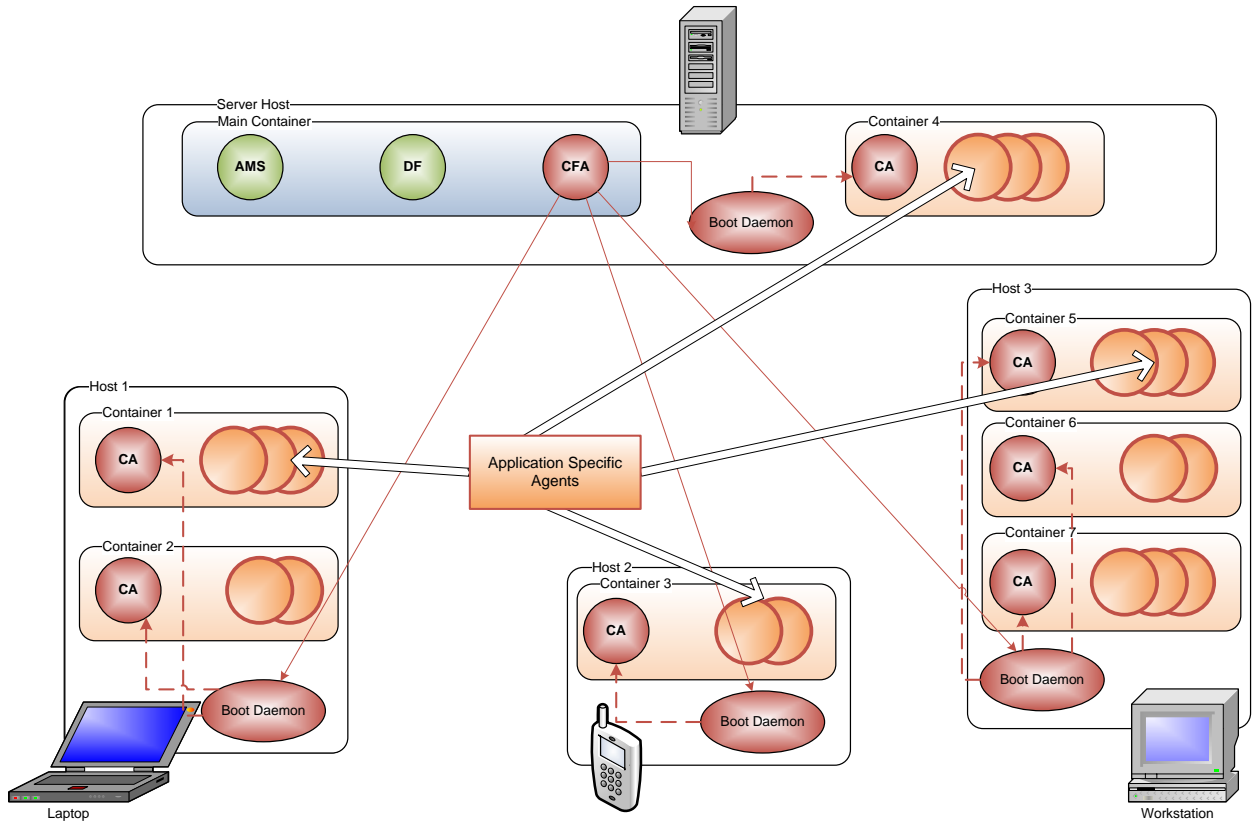 Server Host
Main Container
Container 4
AMS
DF
CFA
CA
Boot Daemon
Host 3
Container 5
CA
Host 1
Container 1
Container 6
CA
Application Specific
Agents
CA
Container 2
Container 7
CA
Host 2
Container 3
CA
CA
Boot Daemon
Boot Daemon
Boot Daemon
Laptop
Workstation